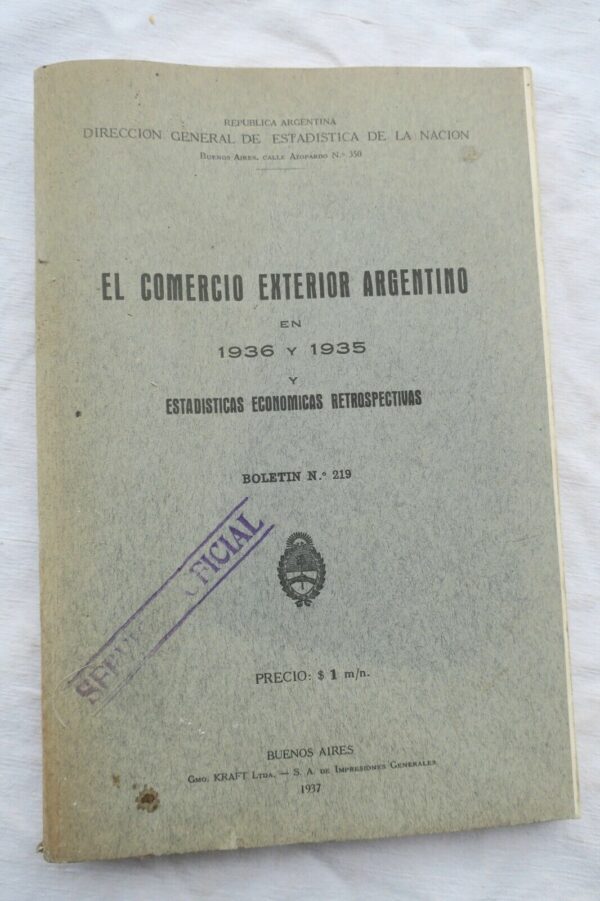 REPUBLICA ARGENTINA
DIRECCION GENERAL DE ESTADISTICA DE LA NACION
BUENOS AIRES, CALLE AZOPARDO N.º 350
EL COMERCIO EXTERIOR ARGENTINO
EN
1936 Y 1935
Y
ESTADISTICAS ECONOMICAS RETROSPECTIVAS
BOLETIN N.º 219
OFICIAL
PRECIO: $ 1 m/n.
BUENOS AIRES
GMO. KRAFT LTDA. — S. A. DE IMPRESIONES GENERALES
1937